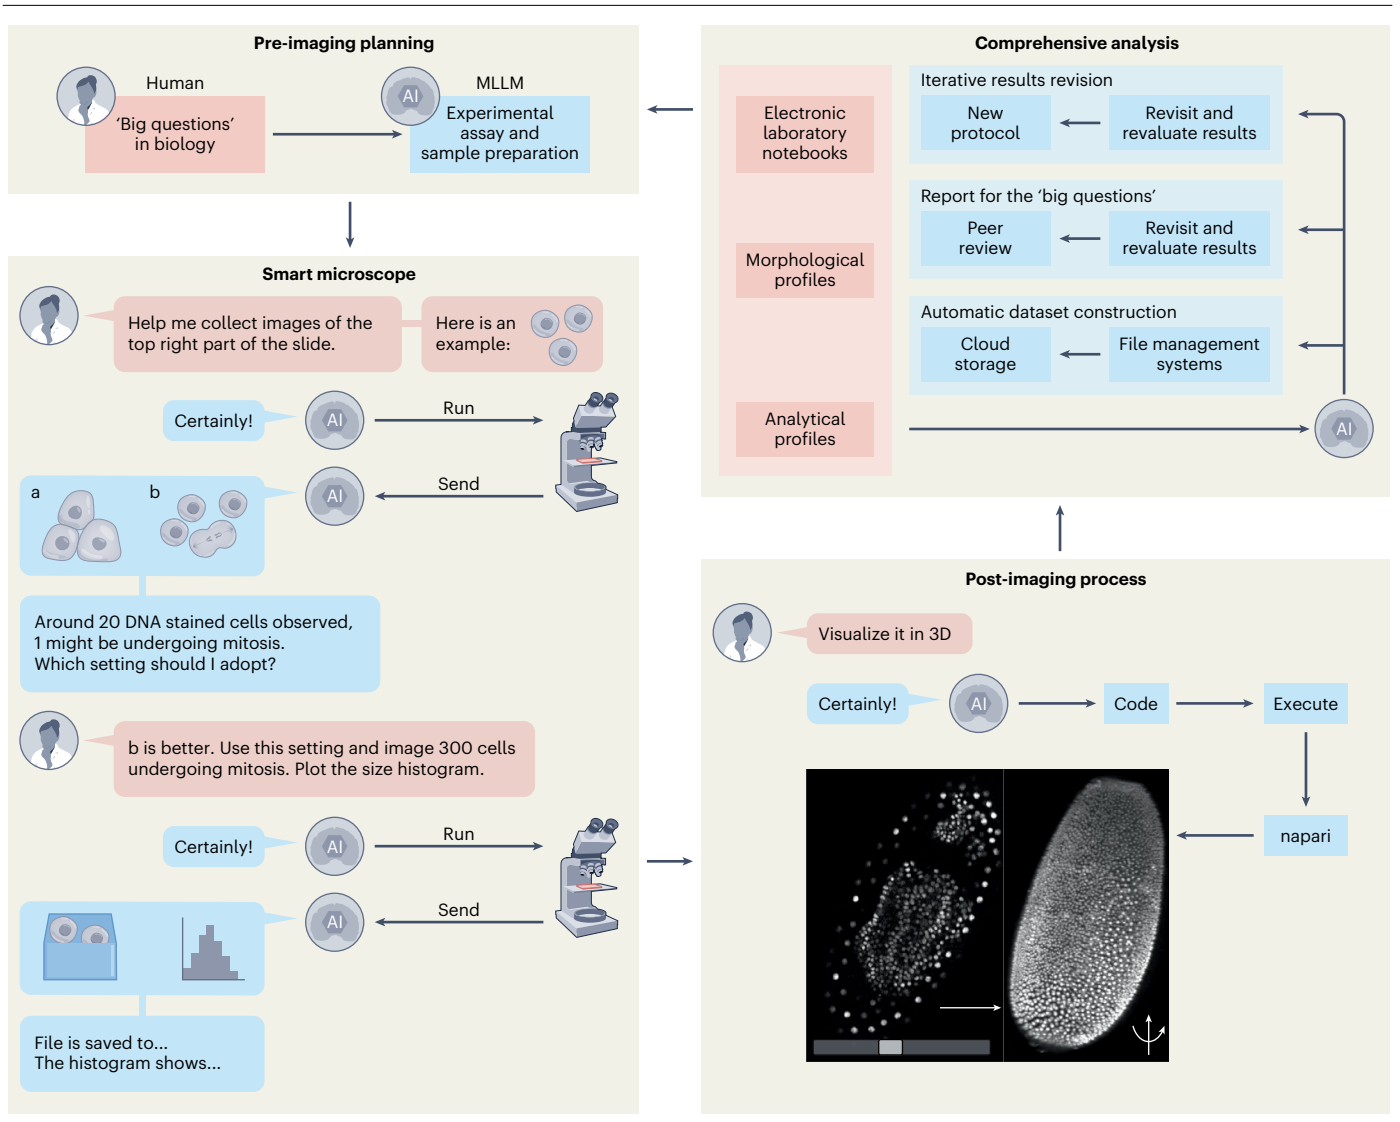 Pre-imaging planning
Human
MLLM
AI
'Big questions'
in biology
Experimental
assay and
sample preparation
Smart microscope
Help me collect images of the
top right part of the slide.
Here is an
example:
Certainly!
AI
Run
AI
Send
a
b
Around 20 DNA stained cells observed,
1 might be undergoing mitosis.
Which setting should I adopt?
b is better. Use this setting and image 300 cells
undergoing mitosis. Plot the size histogram.
Certainly!
AI
Run
AI
Send
File is saved to...
The histogram shows...
Comprehensive analysis
Electronic
laboratory
notebooks
Morphological
profiles
Analytical
profiles
Iterative results revision
New
protocol
Revisit and
revaluate results
Report for the 'big questions'
Peer
review
Revisit and
revaluate results
Automatic dataset construction
Cloud
storage
File management
systems
AI
Post-imaging process
Visualize it in 3D
Certainly!
AI
Code
Execute
napari